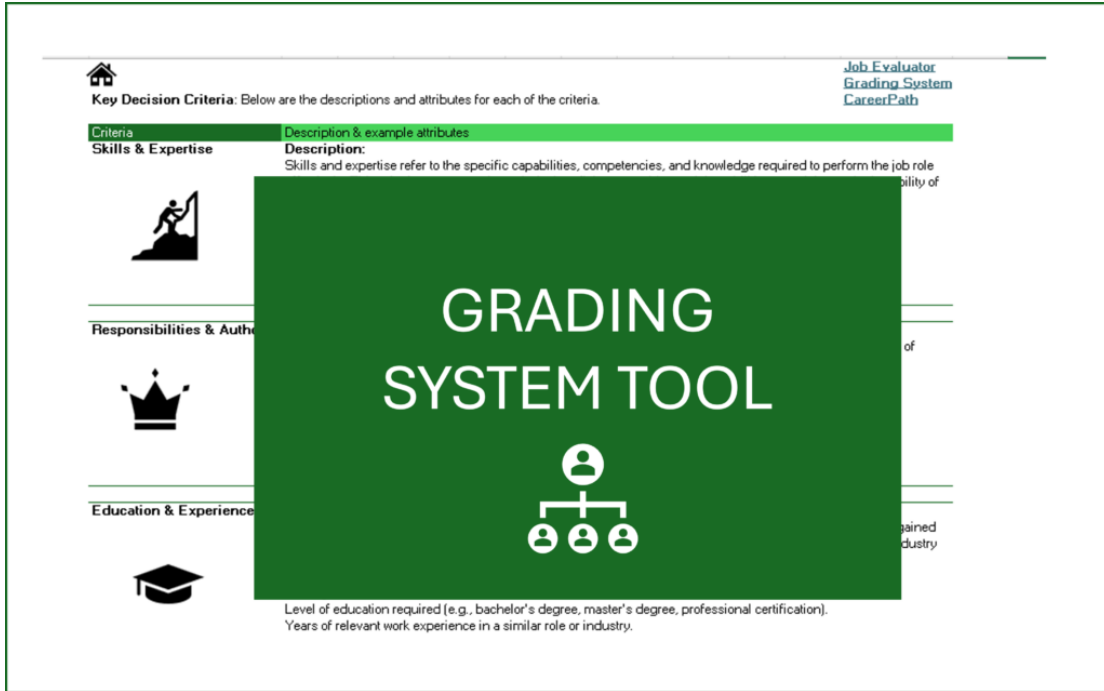 Job Evaluator
Grading System
Key Decision Criteria: Below are the descriptions and attributes for each of the criteria.
CareerPath
Criteria
Description & example attributes
Skills & Expertise
Description:
Skills and expertise refer to the specific capabilities, competencies, and knowledge required to perform the job role
of
GRADING
SYSTEM TOOL
Responsibilities &
of
Education & Experience
gained
Level of education required (e.g., bachelor's degree, master's degree, professional certification).
Years of relevant work experience in a similar role or industry.